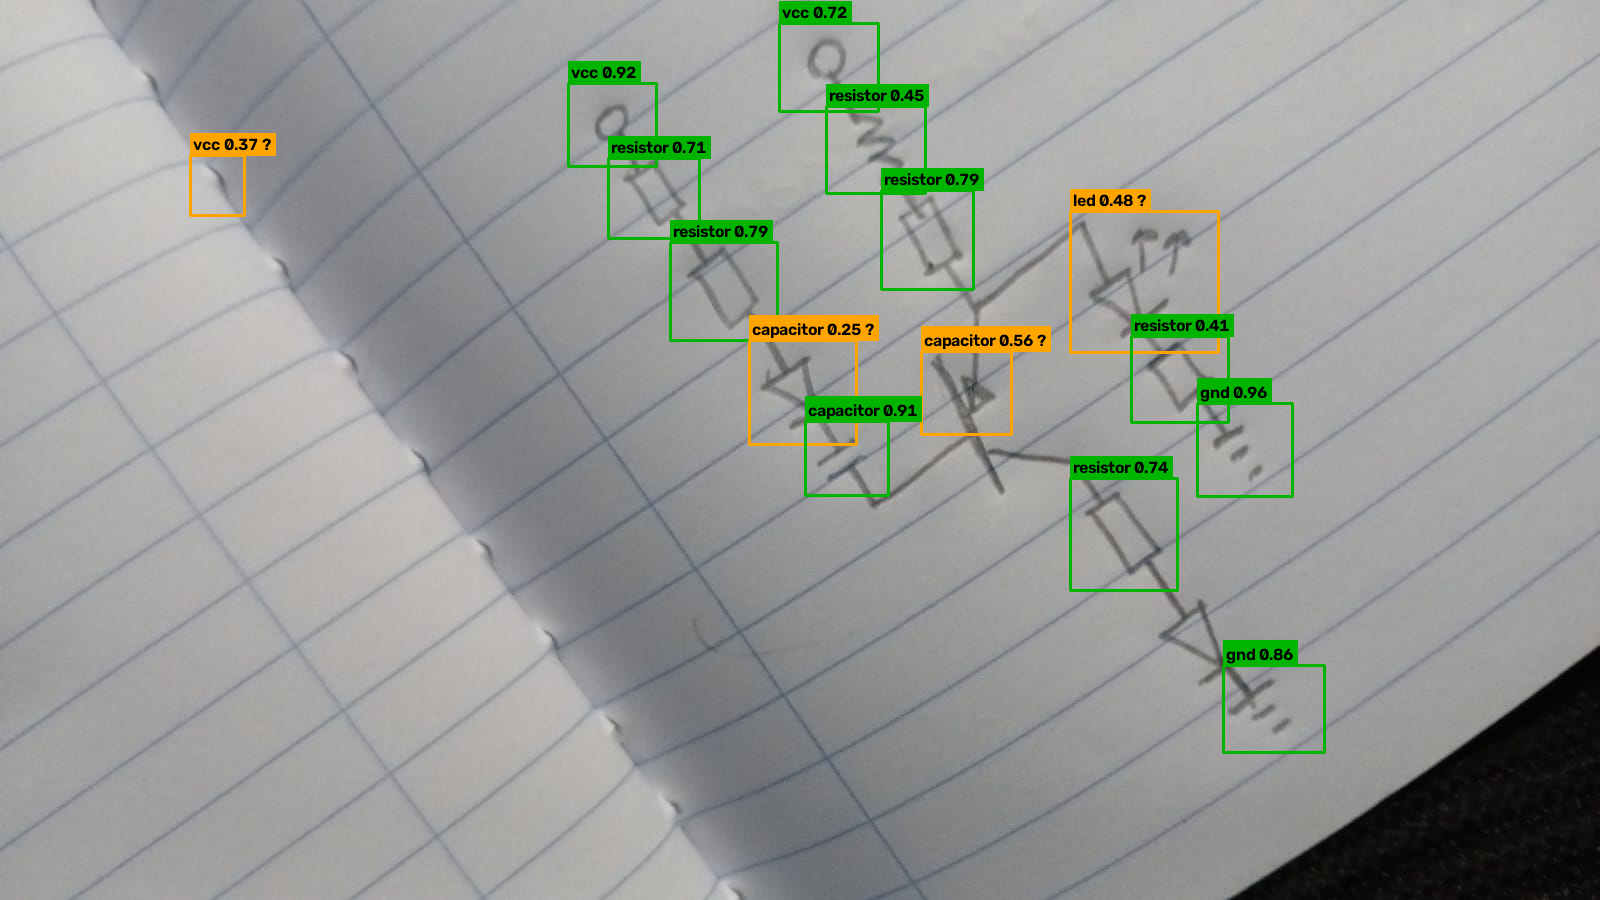 vcc 0.72
vcc 0.92
resistor 0.45
vcc 0.37 ?
resistor 0.71
resistor 0.79
led 0.48 ?
resistor 0.79
capacitor 0.25 ?
capacitor 0.56 ?
resistor 0.41
gnd 0.96
capacitor 0.91
resistor 0.74
gnd 0.86